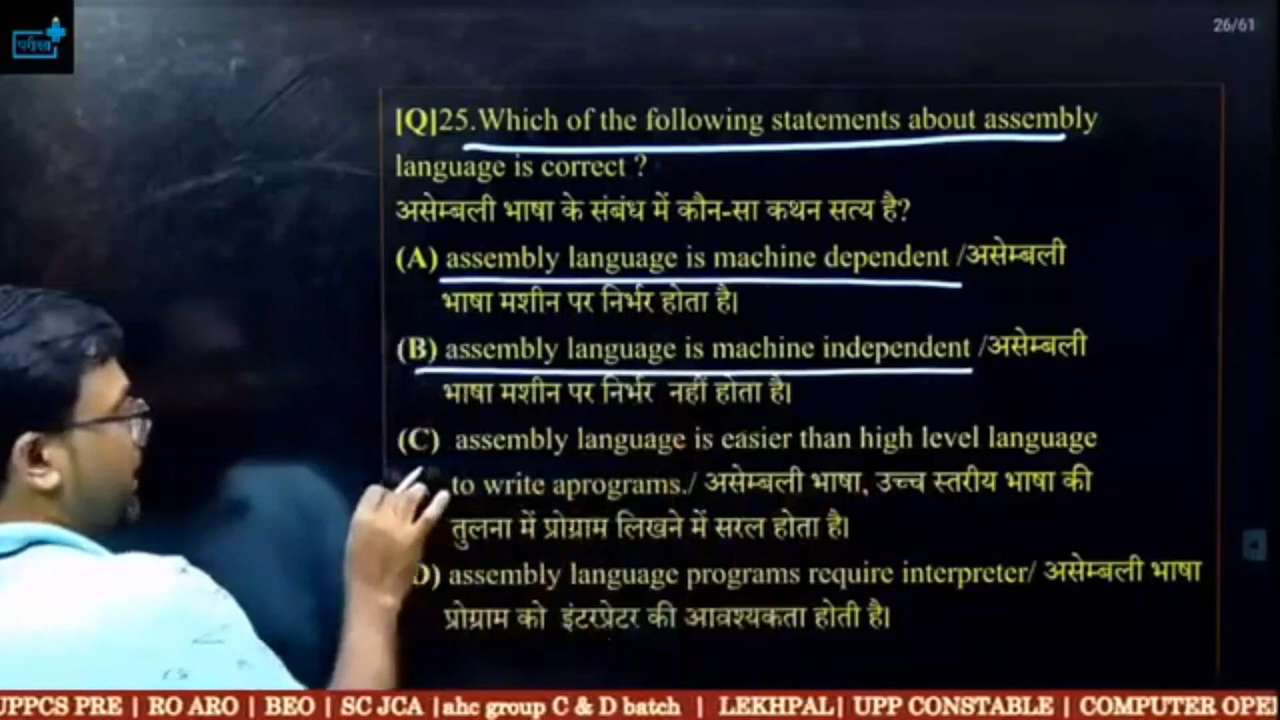 परीक्षा
26/61
[Q]25.Which of the following statements about assembly
language is correct ?
असेम्बली भाषा के संबंध में कौन-सा कथन सत्य है?
(A) assembly language is machine dependent /असेम्बली
भाषा मशीन पर निर्भर होता है।
(B) assembly language is machine independent /असेम्बली
भाषा मशीन पर निर्भर नहीं होता है।
(C) assembly language is easier than high level language
to write aprograms./ असेम्बली भाषा, उच्च स्तरीय भाषा की
तुलना में प्रोग्राम लिखने में सरल होता है।
D) assembly language programs require interpreter/ असेम्बली भाषा
प्रोग्राम को इंटरप्रेटर की आवश्यकता होती है।
UPPCS PRE | RO ARO | BEO | SC JCA |ahc group C & D batch | LEKHPAL| UPP CONSTABLE | COMPUTER OPE